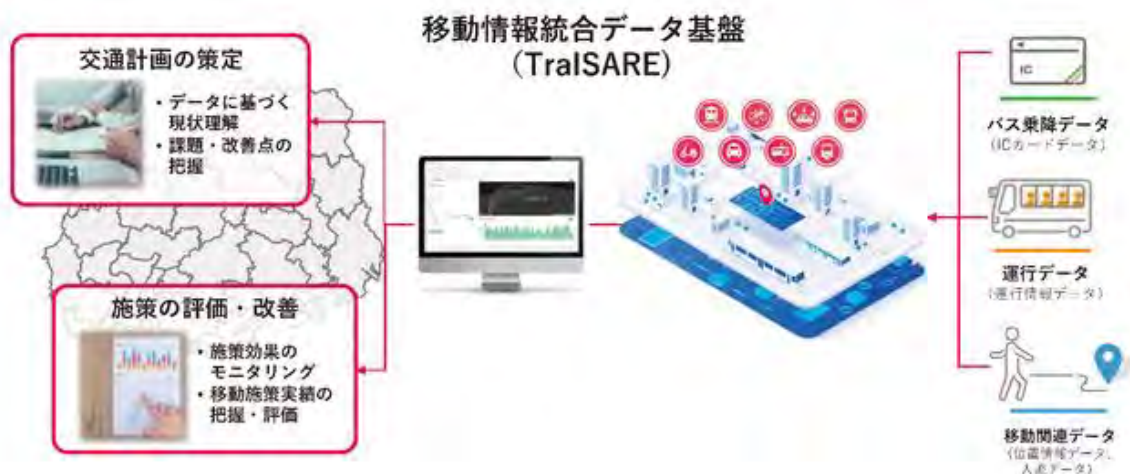 移動情報統合データ基盤
(TraISARE)
交通計画の策定
・データに基づく
現状理解
・課題・改善点の
把握
施策の評価・改善
・施策効果の
モニタリング
・移動施策実績の
把握・評価
IC
バス乗降データ
(ICカードデータ)
運行データ
(運行情報データ)
移動関連データ
(位置情報データ、
人流データ)